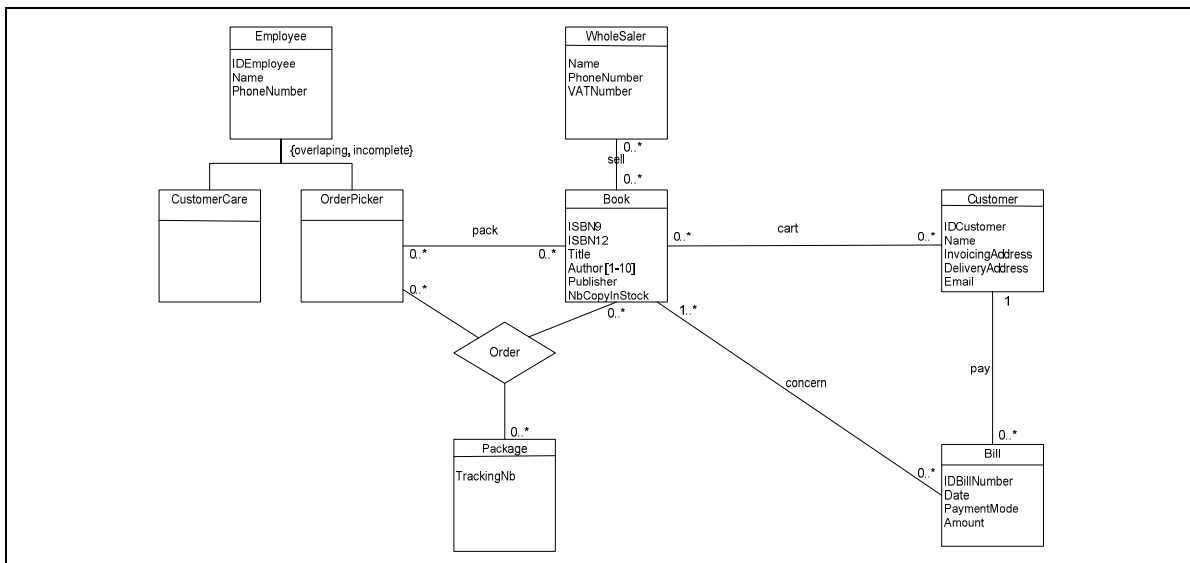 Employee
IDEmployee
Name
PhoneNumber
{overlaping, incomplete}
CustomerCare
OrderPicker
WholeSaler
Name
PhoneNumber
VATNumber
0..*
sell
0..*
Book
ISBN9
ISBN12
Title
Author[1-10]
Publisher
NbCopyInStock
pack
0..*
0..*
cart
0..*
0..*
Customer
IDCustomer
Name
InvoicingAddress
DeliveryAddress
Email
0..*
0..*
Order
0..*
Package
TrackingNb
1..*
concern
0..*
1
pay
0..*
Bill
IDBillNumber
Date
PaymentMode
Amount